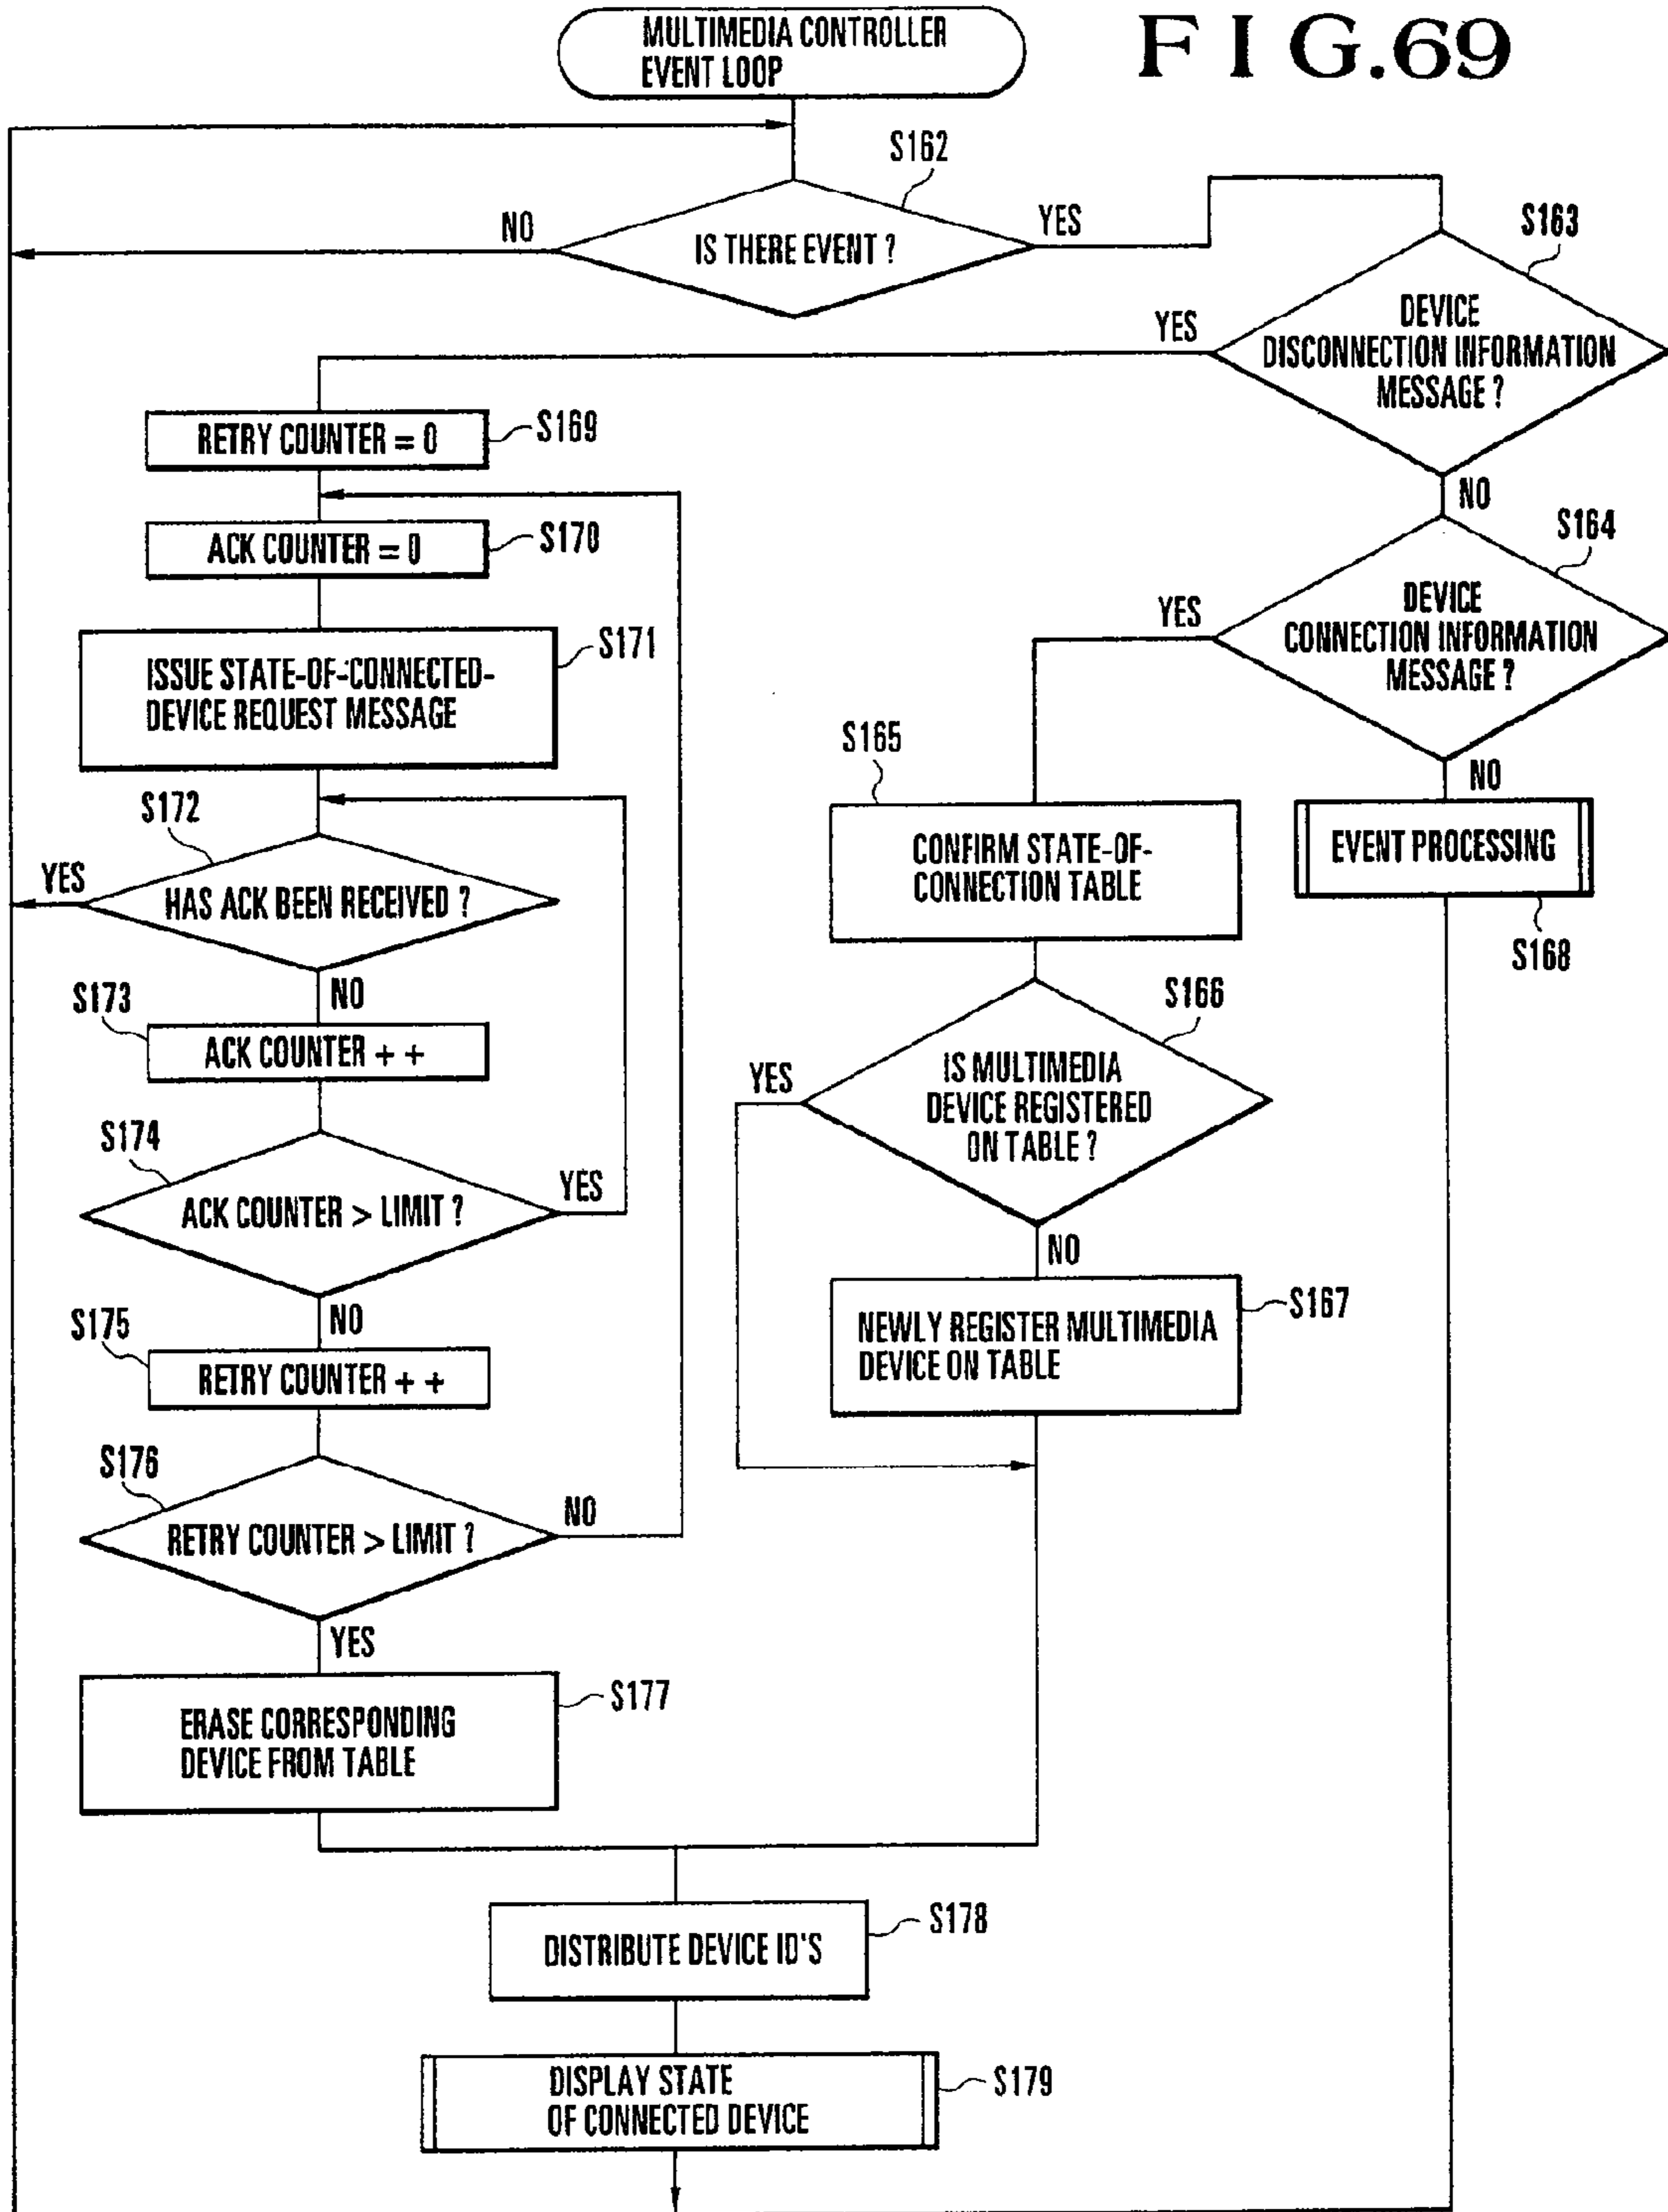 MULTIMEDIA CONTROLLER
EVENT LOOP
FIG.69
S162
NO
IS THERE EVENT ?
YES
S163
DEVICE
DISCONNECTION INFORMATION
MESSAGE ?
YES
NO
S169
RETRY COUNTER = 0
S170
ACK COUNTER = 0
S164
DEVICE
CONNECTION INFORMATION
MESSAGE ?
YES
NO
S171
ISSUE STATE-OF-CONNECTED-
DEVICE REQUEST MESSAGE
S165
CONFIRM STATE-OF-
CONNECTION TABLE
EVENT PROCESSING
S168
S172
YES
HAS ACK BEEN RECEIVED ?
NO
S173
ACK COUNTER + +
S166
YES
IS MULTIMEDIA
DEVICE REGISTERED
ON TABLE ?
NO
S174
ACK COUNTER > LIMIT ?
YES
NO
S167
NEWLY REGISTER MULTIMEDIA
DEVICE ON TABLE
S175
RETRY COUNTER + +
S176
RETRY COUNTER > LIMIT ?
NO
YES
S177
ERASE CORRESPONDING
DEVICE FROM TABLE
S178
DISTRIBUTE DEVICE ID'S
S179
DISPLAY STATE
OF CONNECTED DEVICE